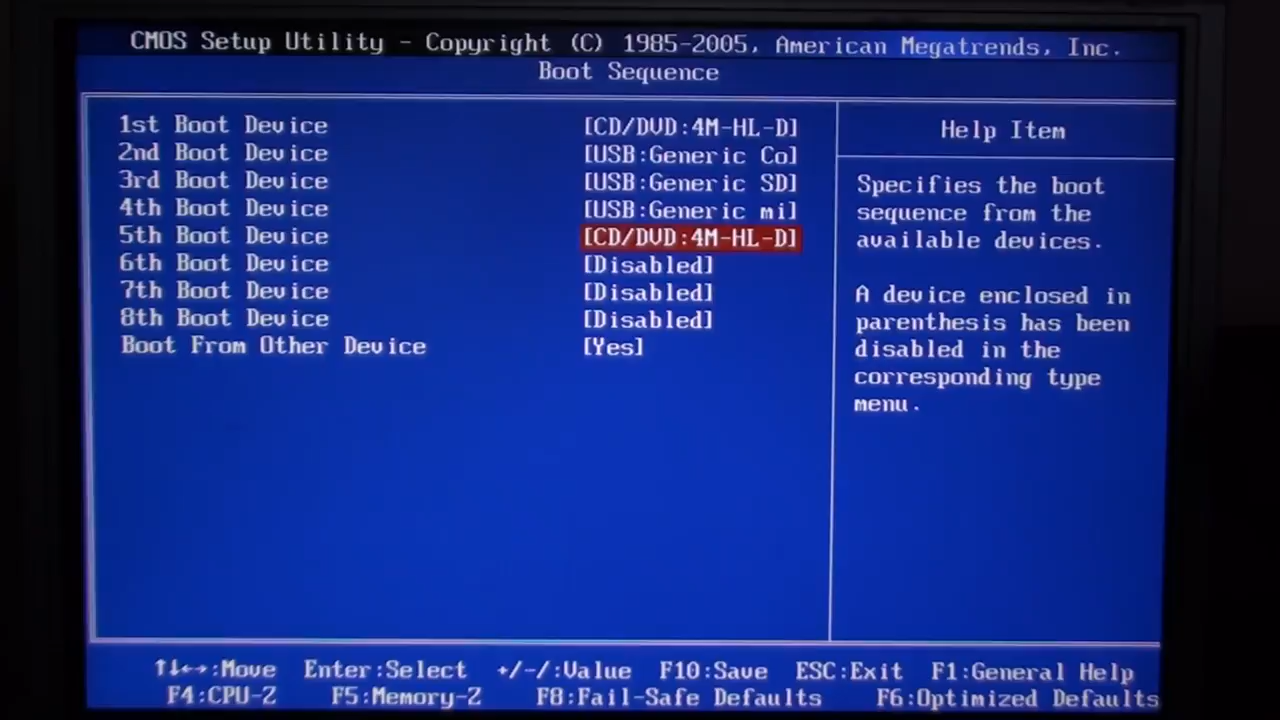 CMOS Setup Utility - Copyright (C) 1985-2005, American Megatrends, Inc.
Boot Sequence
1st Boot Device [CD/DVD:4M-HL-D]
2nd Boot Device [USB:Generic Co]
3rd Boot Device [USB:Generic SD]
4th Boot Device [USB:Generic mi]
5th Boot Device [CD/DVD:4M-HL-D]
6th Boot Device [Disabled]
7th Boot Device [Disabled]
8th Boot Device [Disabled]
Boot From Other Device [Yes]
Help Item
Specifies the boot
sequence from the
available devices.
A device enclosed in
parenthesis has been
disabled in the
corresponding type
menu.
↑↓←→:Move Enter:Select +/-/:Value F10:Save ESC:Exit F1:General Help
F4:CPU-Z F5:Memory-Z F8:Fail-Safe Defaults F6:Optimized Defaults